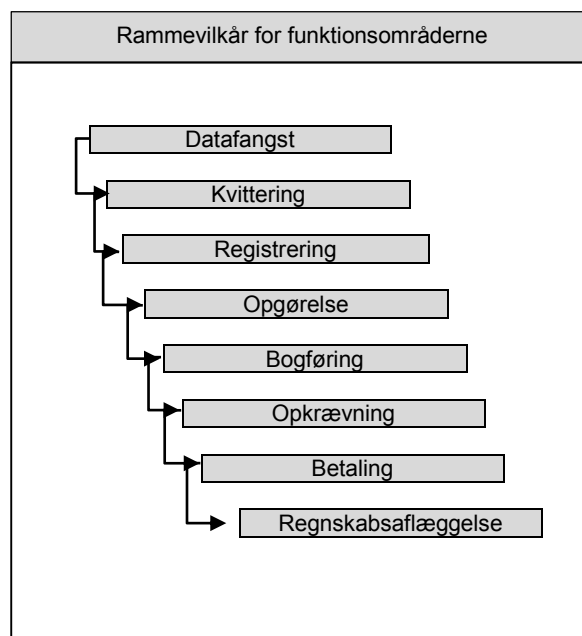 Rammevilkår for funktionsområderne
Datafangst
Kvittering
Registrering
Opgørelse
Bogføring
Opkrævning
Betaling
Regnskabsaflæggelse